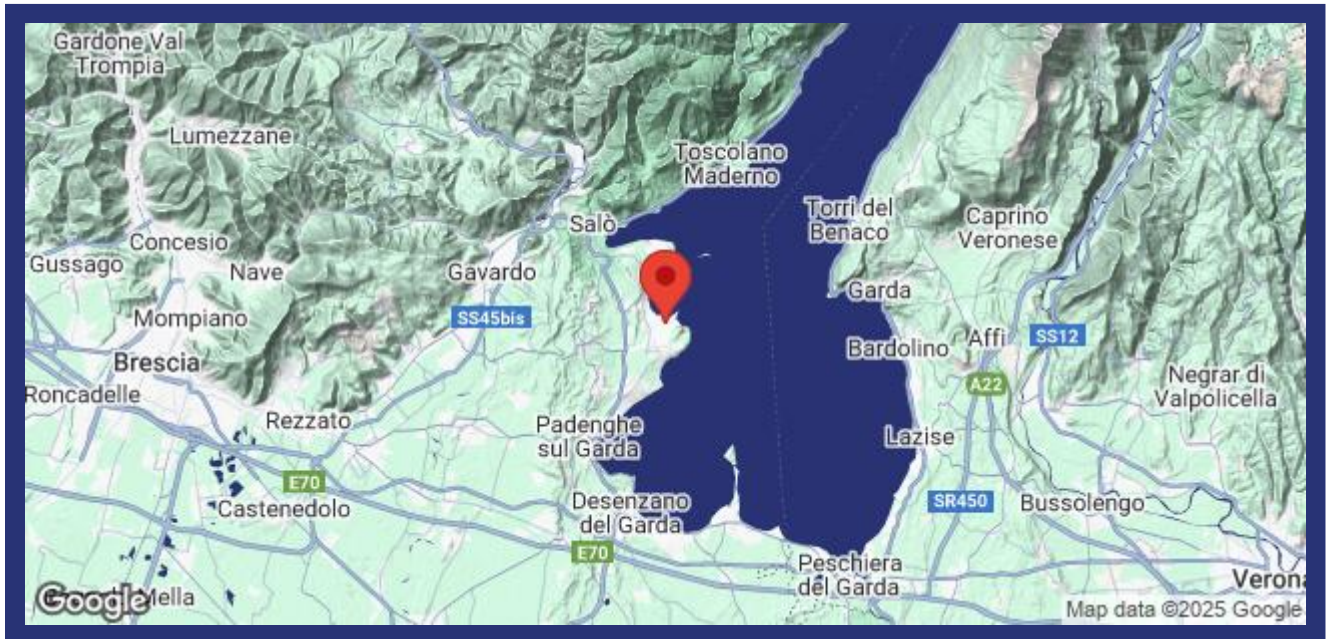 Gardone Val
Trompia
Lumezzane
Toscolano
Maderno
Salò
Torri del
Benaco
Caprino
Veronese
Concesio
Gussago
Nave
Gavardo
Garda
Mompiano
SS45bis
SS12
Brescia
Bardolino
Affi
A22
Roncadelle
Negrar di
Valpolicella
Rezzato
Padenghe
sul Garda
Lazise
E70
Castenedolo
Desenzano
del Garda
SR450
Bussolengo
E70
Peschiera
del Garda
Verona
Google
Mella
Map data ©2025 Google